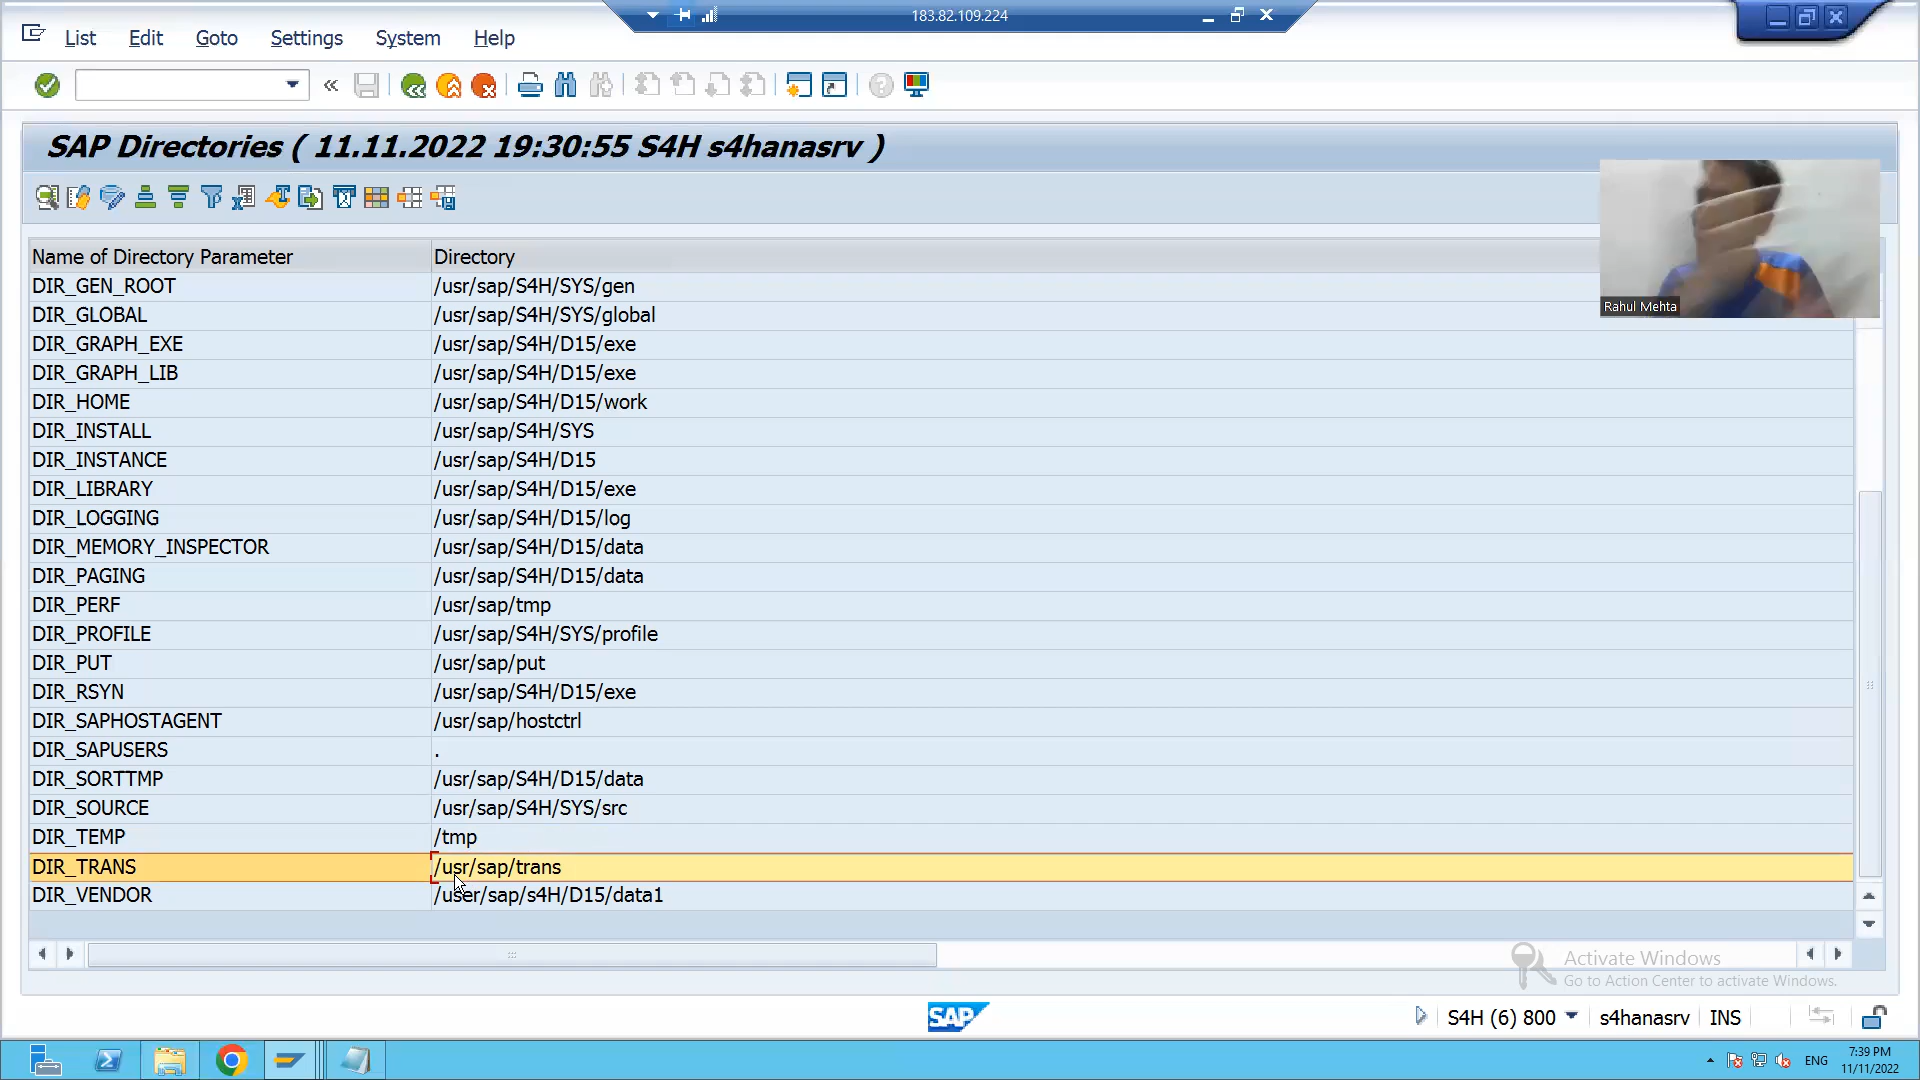 183.82.109.224
List Edit Goto Settings System Help
SAP Directories ( 11.11.2022 19:30:55 S4H s4hanasrv )
Rahul Mehta
Name of Directory Parameter Directory
DIR_GEN_ROOT /usr/sap/S4H/SYS/gen
DIR_GLOBAL /usr/sap/S4H/SYS/global
DIR_GRAPH_EXE /usr/sap/S4H/D15/exe
DIR_GRAPH_LIB /usr/sap/S4H/D15/exe
DIR_HOME /usr/sap/S4H/D15/work
DIR_INSTALL /usr/sap/S4H/SYS
DIR_INSTANCE /usr/sap/S4H/D15
DIR_LIBRARY /usr/sap/S4H/D15/exe
DIR_LOGGING /usr/sap/S4H/D15/log
DIR_MEMORY_INSPECTOR /usr/sap/S4H/D15/data
DIR_PAGING /usr/sap/S4H/D15/data
DIR_PERF /usr/sap/tmp
DIR_PROFILE /usr/sap/S4H/SYS/profile
DIR_PUT /usr/sap/put
DIR_RSYN /usr/sap/S4H/D15/exe
DIR_SAPHOSTAGENT /usr/sap/hostctrl
DIR_SAPUSERS .
DIR_SORTTMP /usr/sap/S4H/D15/data
DIR_SOURCE /usr/sap/S4H/SYS/src
DIR_TEMP /tmp
DIR_TRANS /usr/sap/trans
DIR_VENDOR /user/sap/s4H/D15/data1
Activate Windows
Go to Action Center to activate Windows.
SAP
S4H (6) 800 s4hanasrv INS
ENG
7:39 PM
11/11/2022